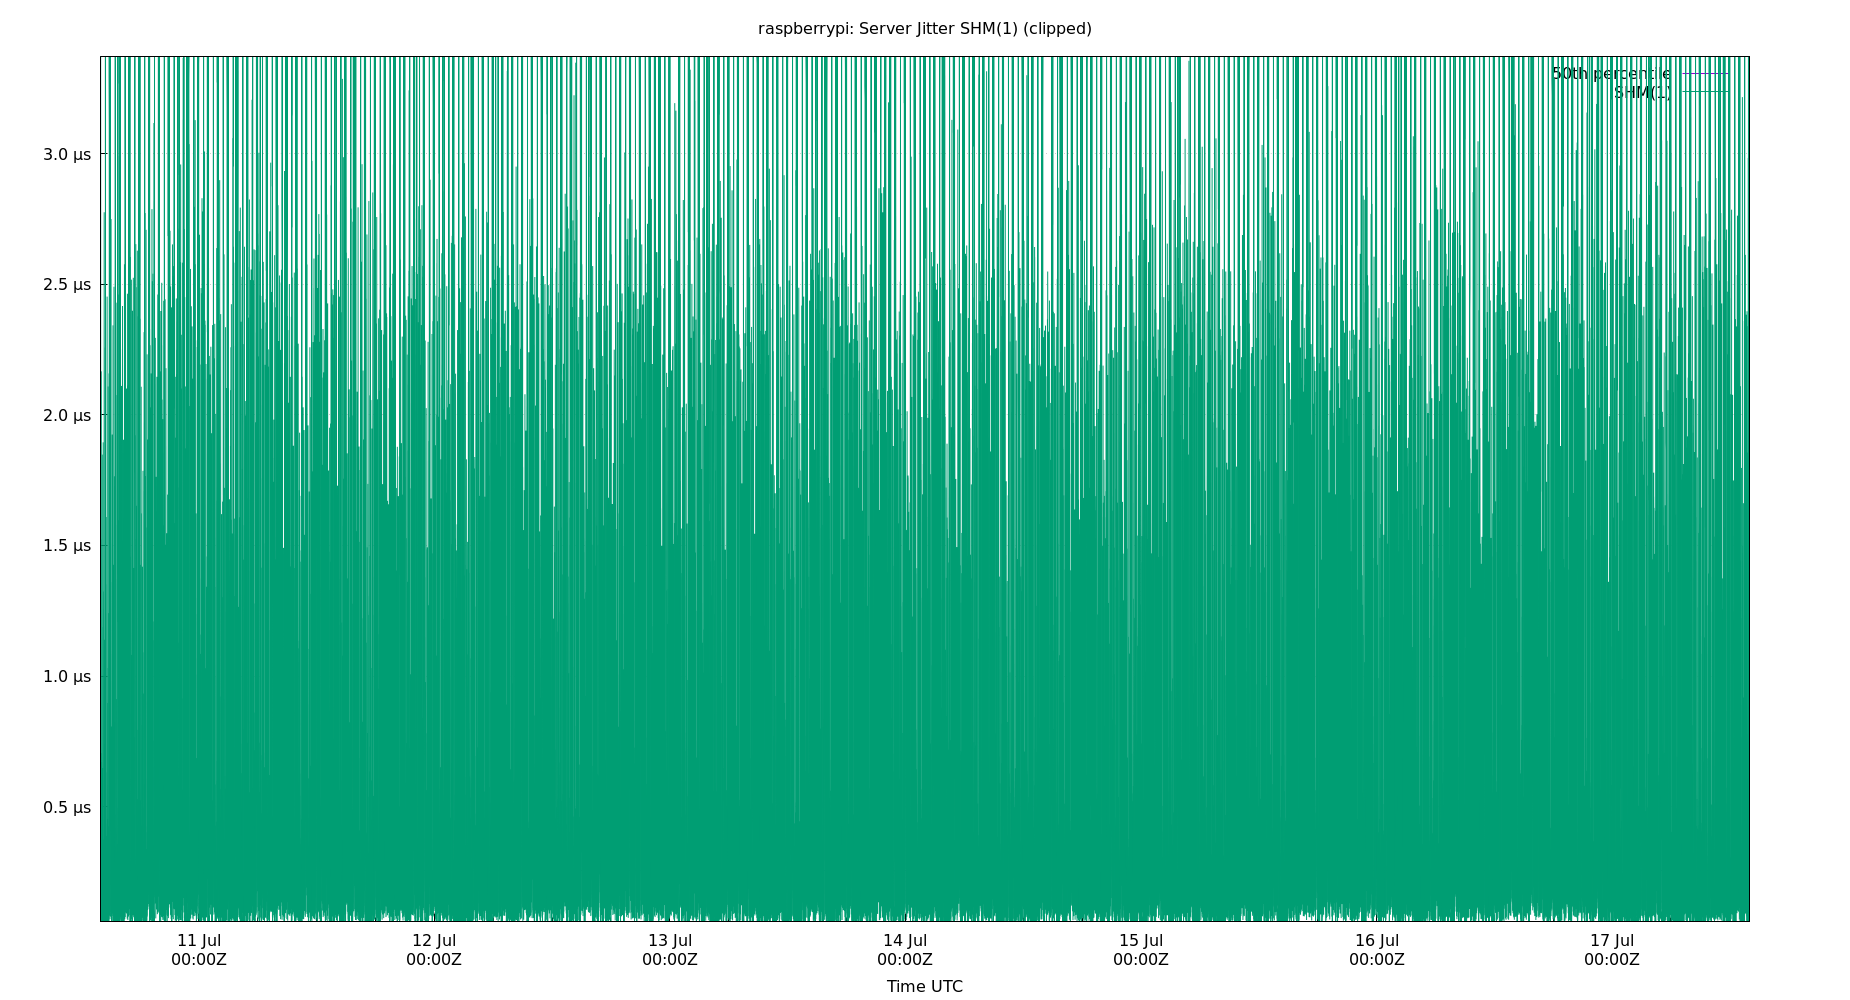 raspberrypi: Server Jitter SHM(1) (clipped)
50th percentile
SHM(1)
3.0 µs
2.5 µs
2.0 µs
1.5 µs
1.0 µs
0.5 µs
11 Jul 12 Jul 13 Jul 14 Jul 15 Jul 16 Jul 17 Jul
00:00Z 00:00Z 00:00Z 00:00Z 00:00Z 00:00Z 00:00Z
Time UTC